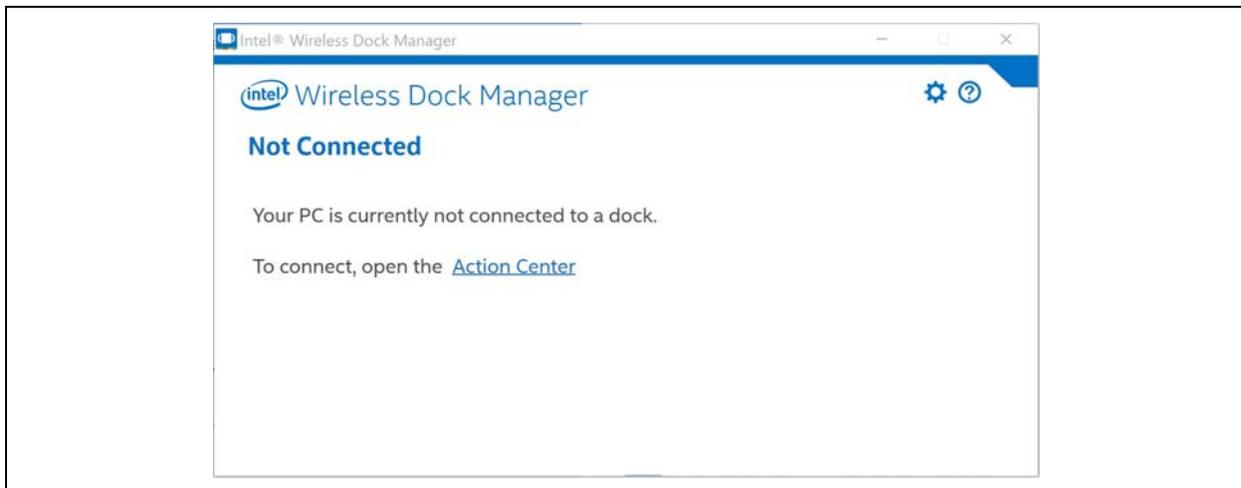 Intel® Wireless Dock Manager
intel Wireless Dock Manager
Not Connected
Your PC is currently not connected to a dock.
To connect, open the Action Center